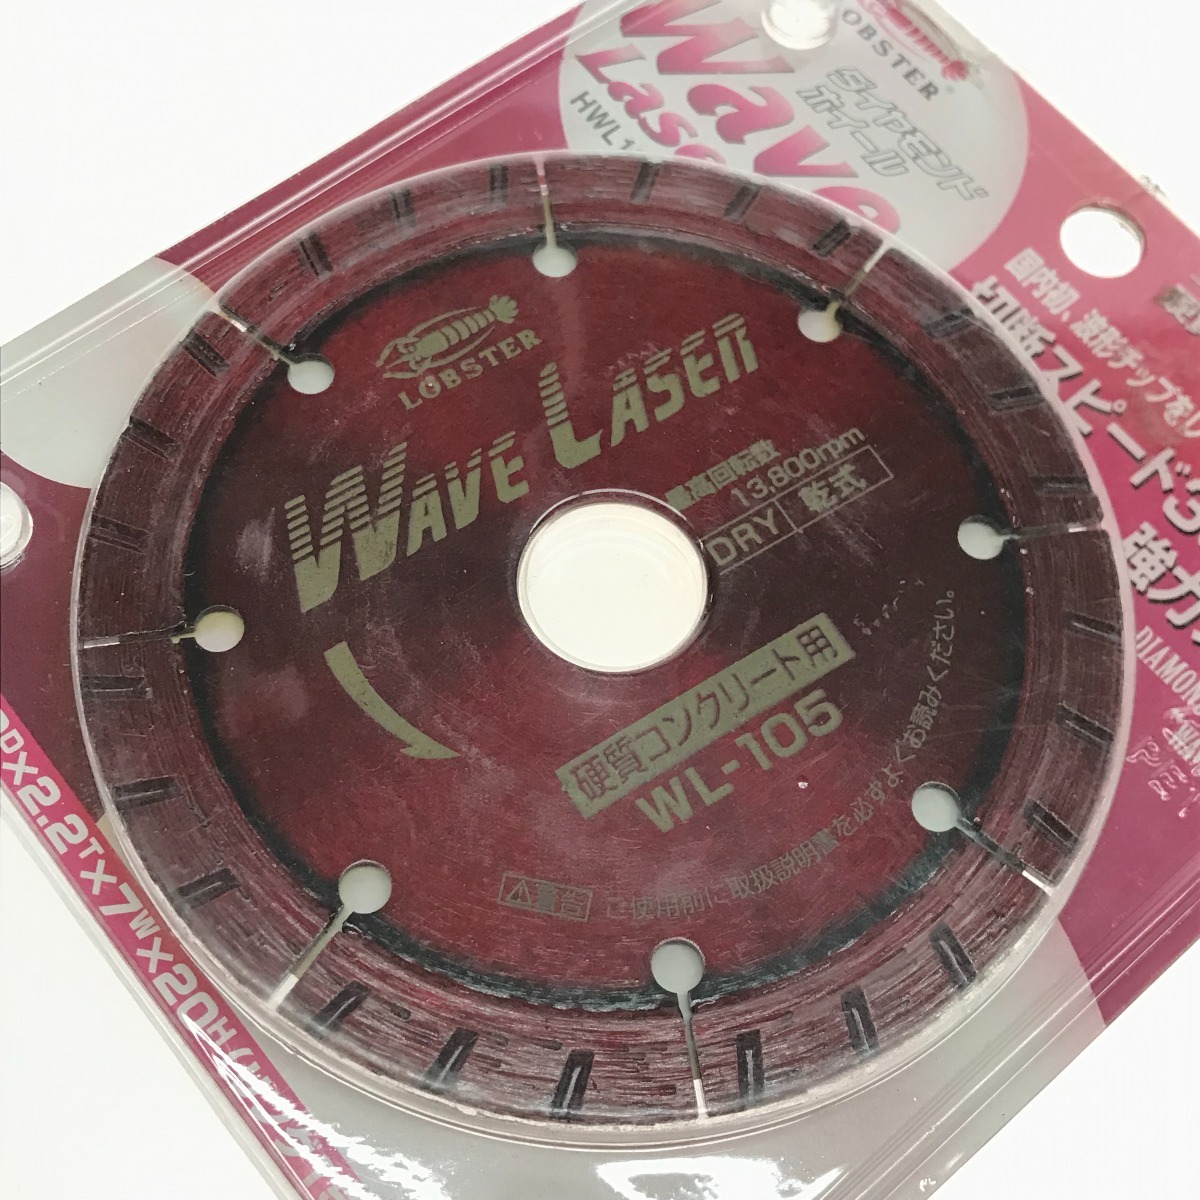 LOBSTER
Wave
ダイヤモンド
ホイール
国内初、波形チップを
切断スピード
強力
LOBSTER
WAVE LASER
最高回転数
13,800rpm
DRY 乾式
硬質コンクリート用
WL-105
⚠警告 ご使用前に取扱説明書を必ずよくお読みください。
×2.2T×7W×20H